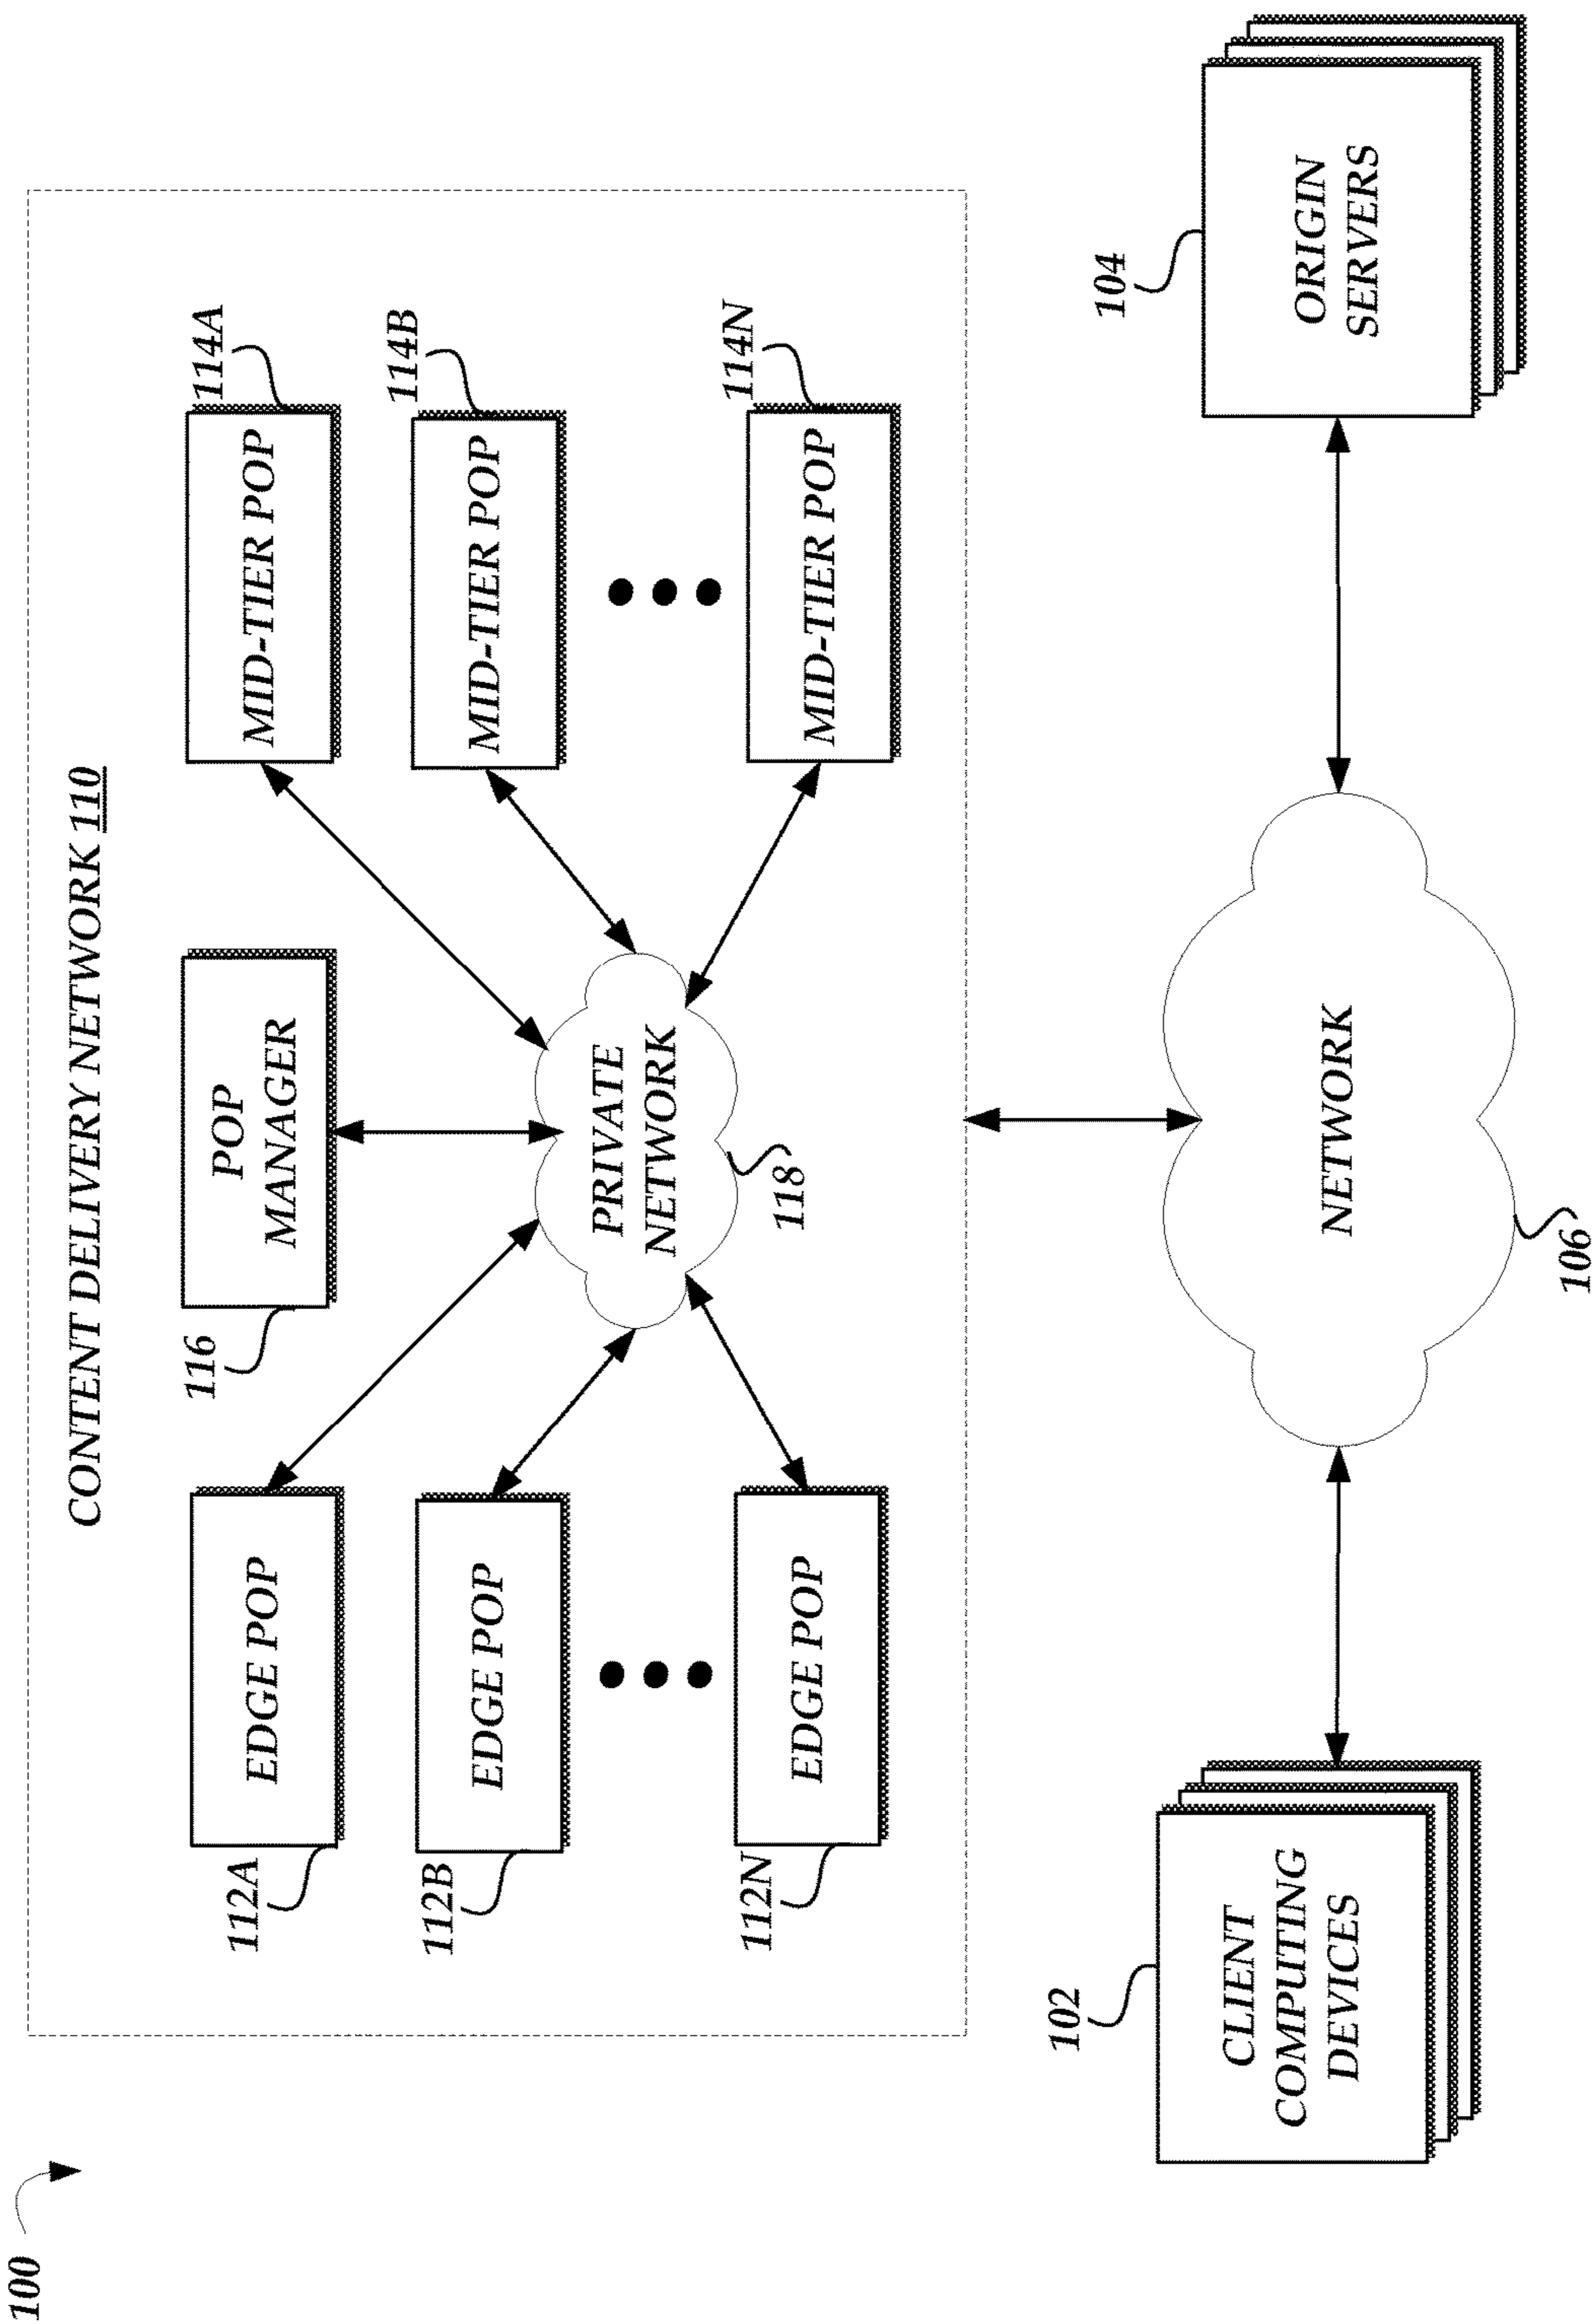 100
CONTENT DELIVERY NETWORK 110
112A
EDGE POP
112B
EDGE POP
112N
EDGE POP
116
POP
MANAGER
PRIVATE
NETWORK
118
114A
MID-TIER POP
114B
MID-TIER POP
114N
MID-TIER POP
102
CLIENT
COMPUTING
DEVICES
NETWORK
106
104
ORIGIN
SERVERS